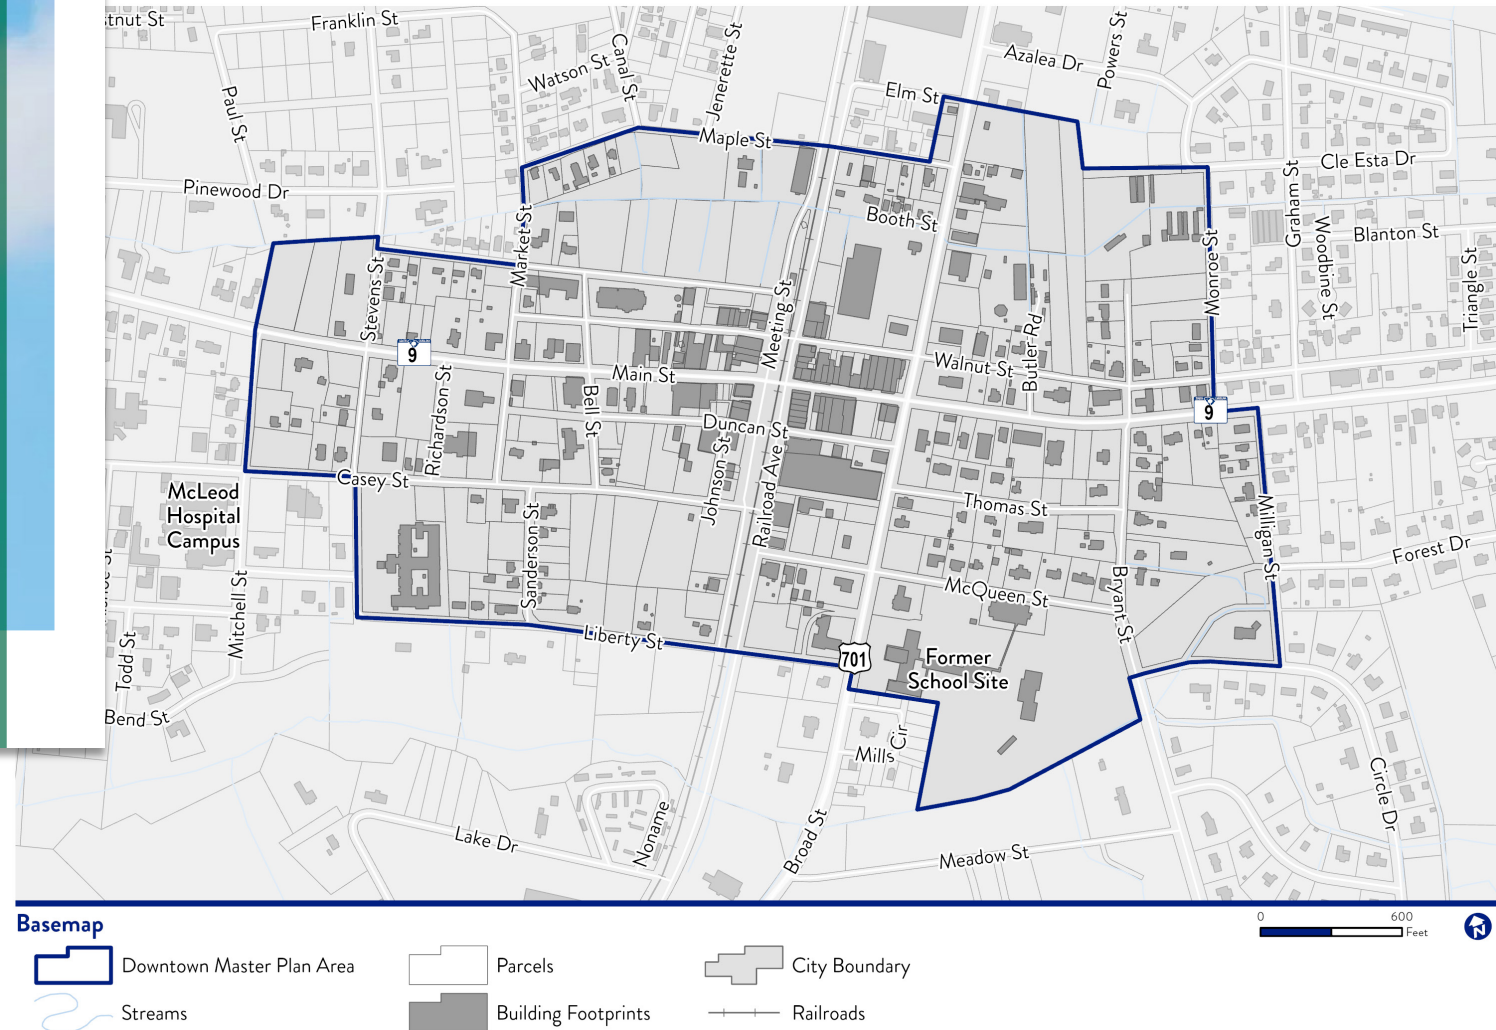 Franklin St
Watson St
Canal St
Jenerette St
Azalea Dr
Powers St
Paul St
Elm St
Maple St
Cle Esta Dr
Pinewood Dr
Market St
Booth St
Graham St
Woodbine St
Blanton St
Monroe St
Triangle St
Stevens St
Meeting St
Butler Rd
9
Walnut St
Main St
Richardson St
Bell St
9
Duncan St
Johnson St
Railroad Ave
Casey St
McLeod
Hospital
Campus
Thomas St
Milligan St
Sanderson St
Forest Dr
Mitchell St
McQueen St
Bryant St
Liberty St
701
Former
School Site
Todd St
Bend St
Mills Cir
Circle Dr
Noname
Lake Dr
Broad St
Meadow St
Basemap
0 600
Feet
N
Downtown Master Plan Area
Parcels
City Boundary
Streams
Building Footprints
Railroads